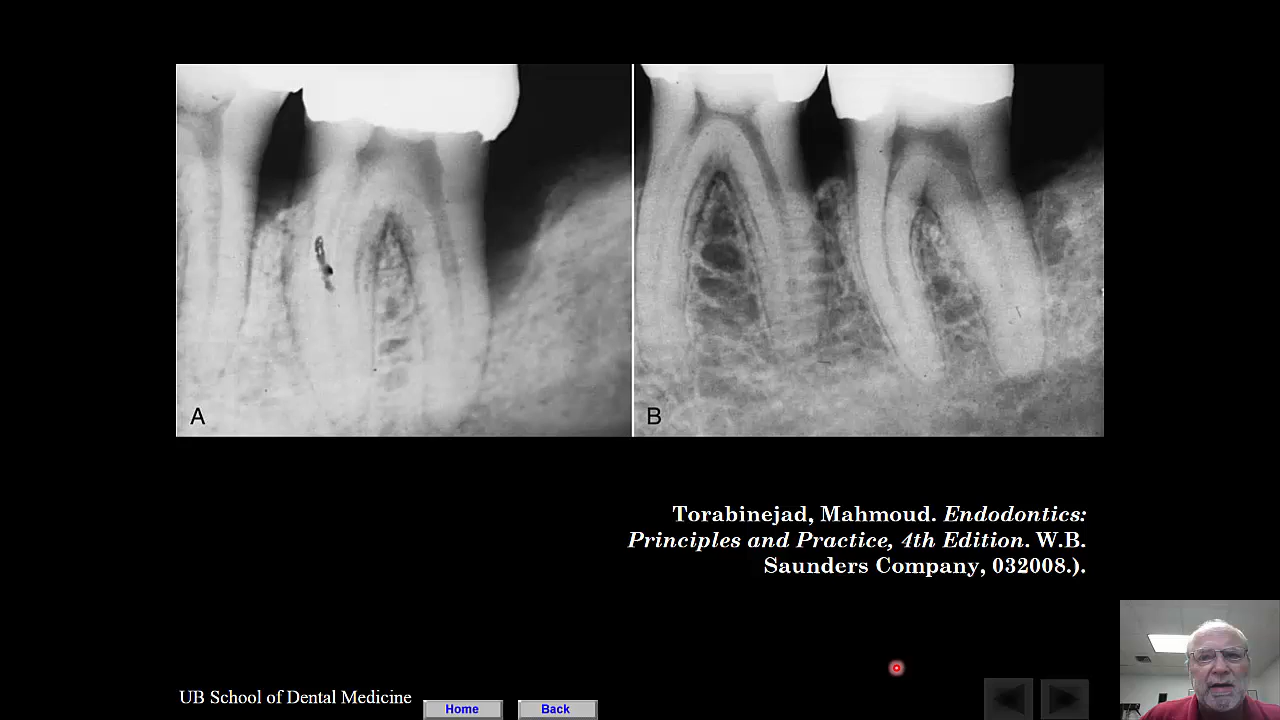 A
B
Torabinejad, Mahmoud. Endodontics:
Principles and Practice, 4th Edition. W.B.
Saunders Company, 032008.).
UB School of Dental Medicine
Home
Back